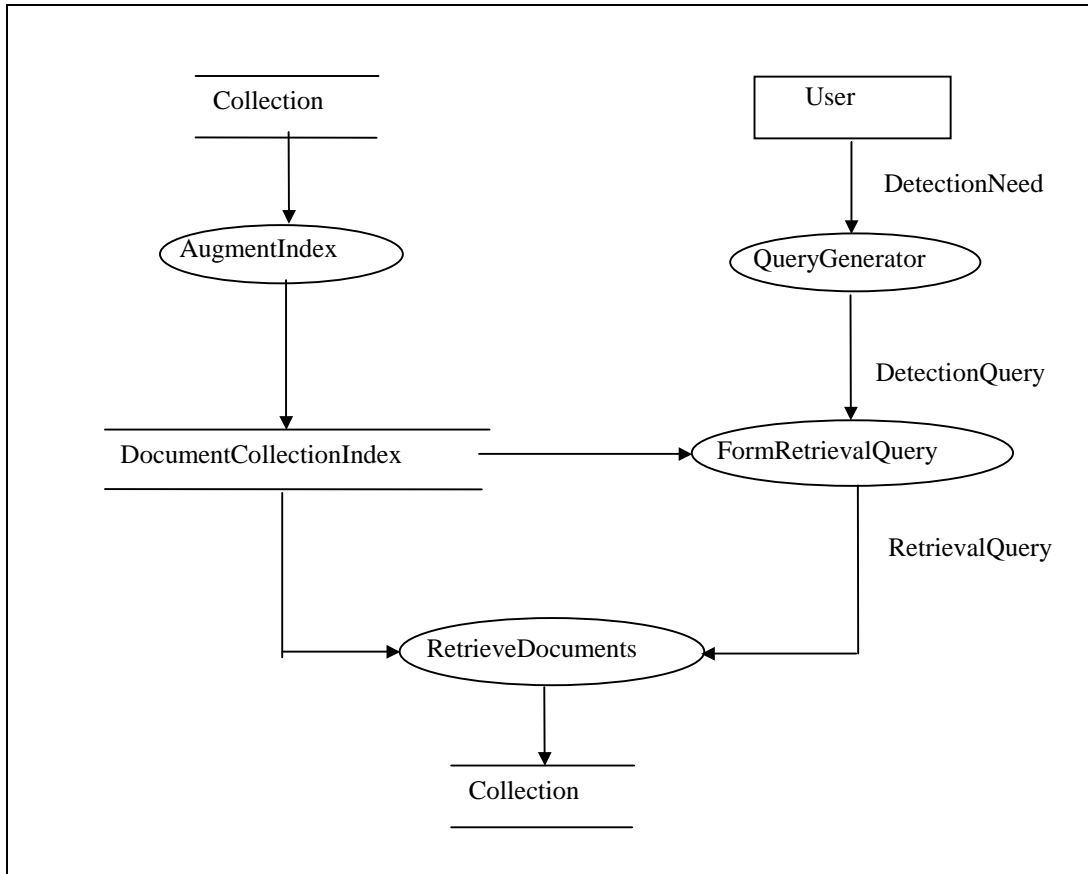 Collection
User
DetectionNeed
AugmentIndex
QueryGenerator
DetectionQuery
DocumentCollectionIndex
FormRetrievalQuery
RetrievalQuery
RetrieveDocuments
Collection